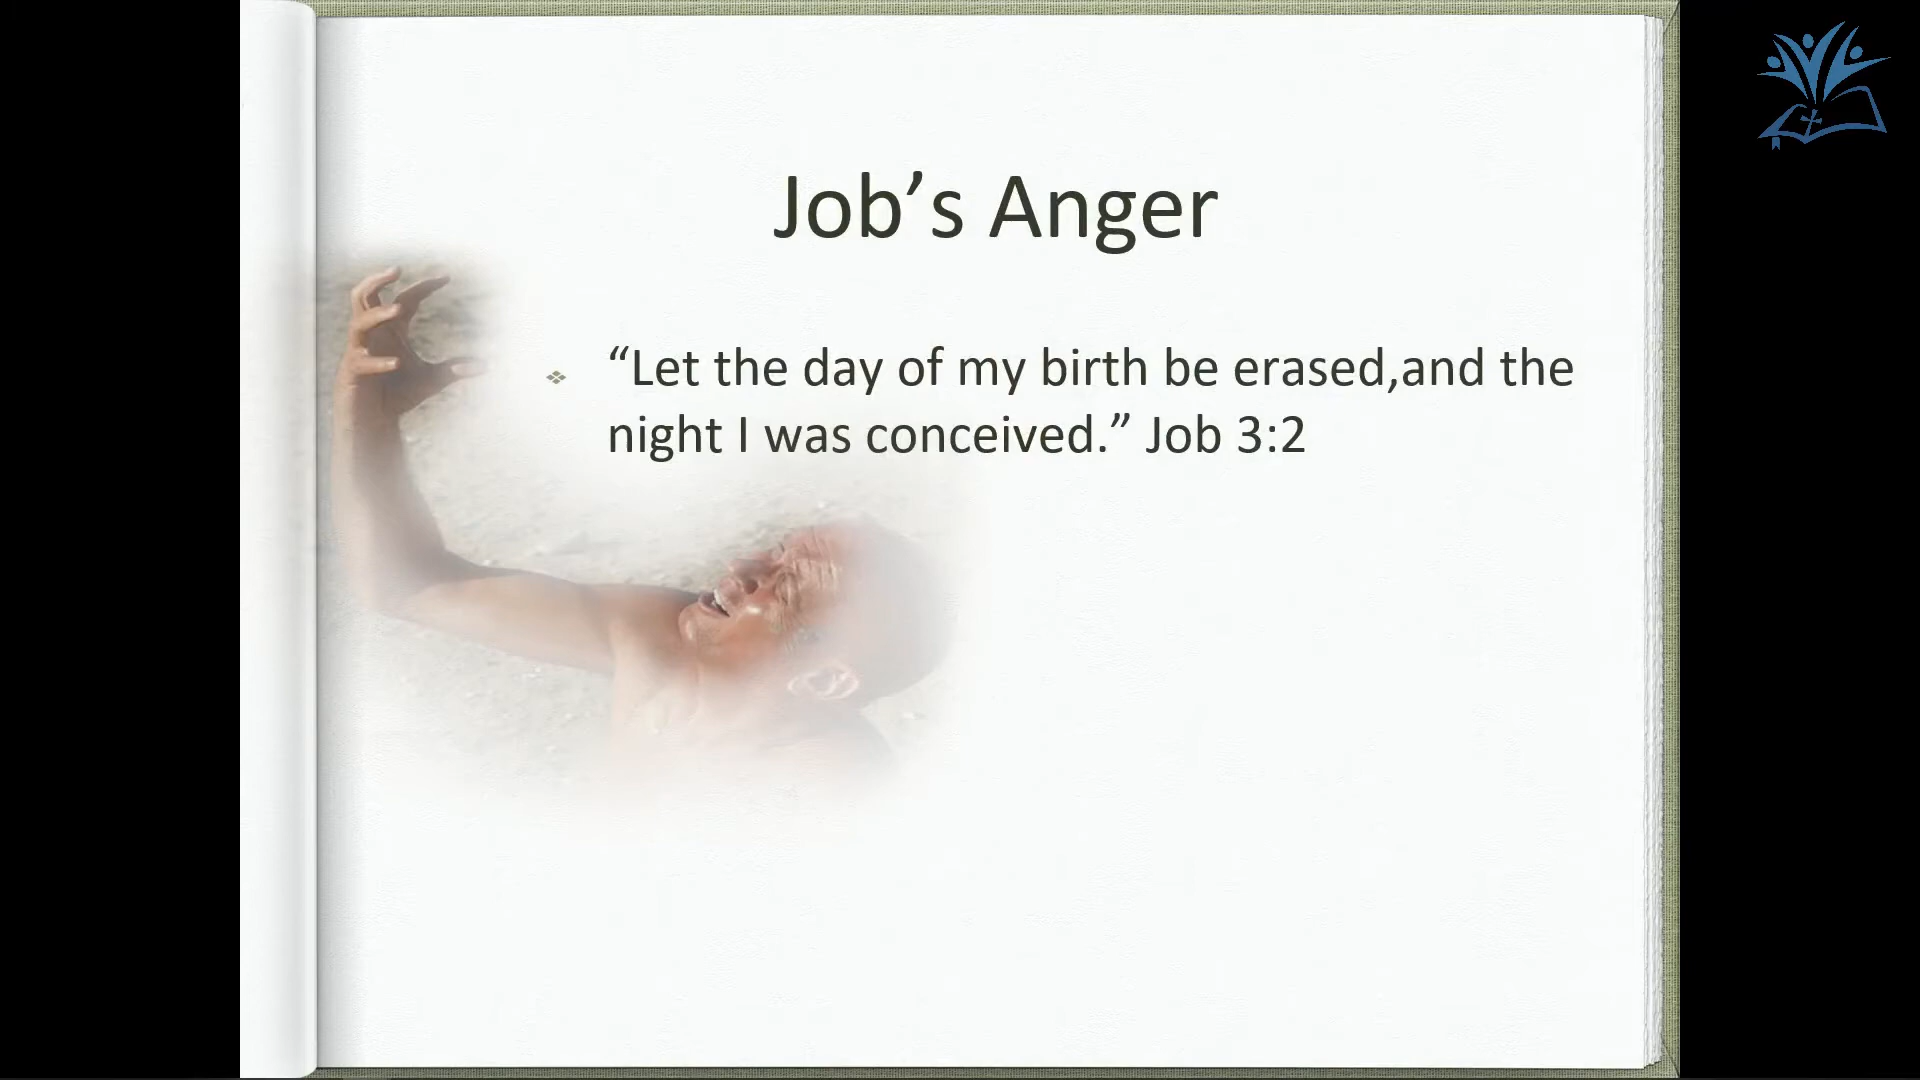 Job’s Anger
“Let the day of my birth be erased,and the
night I was conceived.” Job 3:2